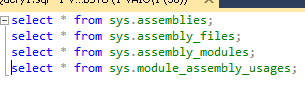 select * from sys.assemblies;
select * from sys.assembly_files;
select * from sys.assembly_modules;
select * from sys.module_assembly_usages;